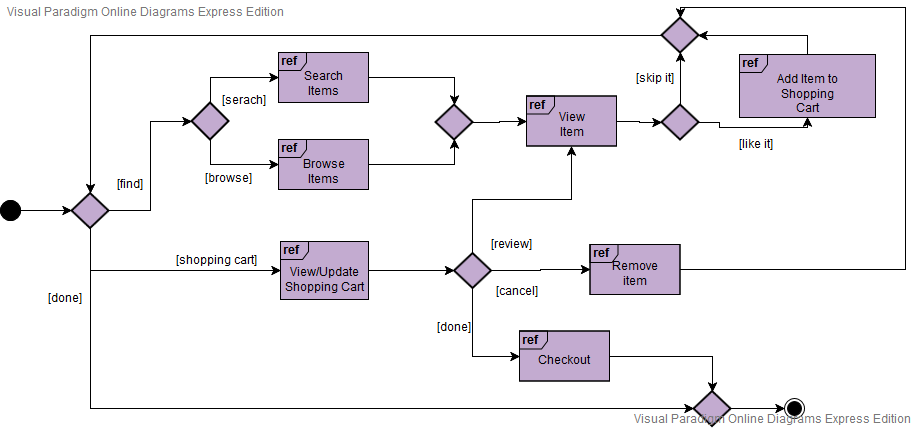 Visual Paradigm Online Diagrams Express Edition
ref
Search
Items
[serach]
ref
Browse
Items
[browse]
[find]
ref
View
Item
[skip it]
ref
Add Item to
Shopping
Cart
[like it]
[shopping cart]
ref
View/Update
Shopping Cart
[review]
[cancel]
ref
Remove
item
[done]
[done]
ref
Checkout
Visual Paradigm Online Diagrams Express Edition